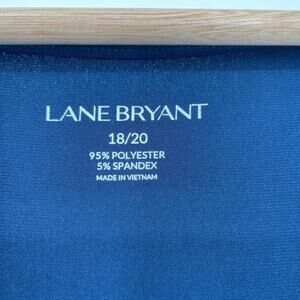 LANE BRYANT
18/20
95% POLYESTER
5% SPANDEX
MADE IN VIETNAM